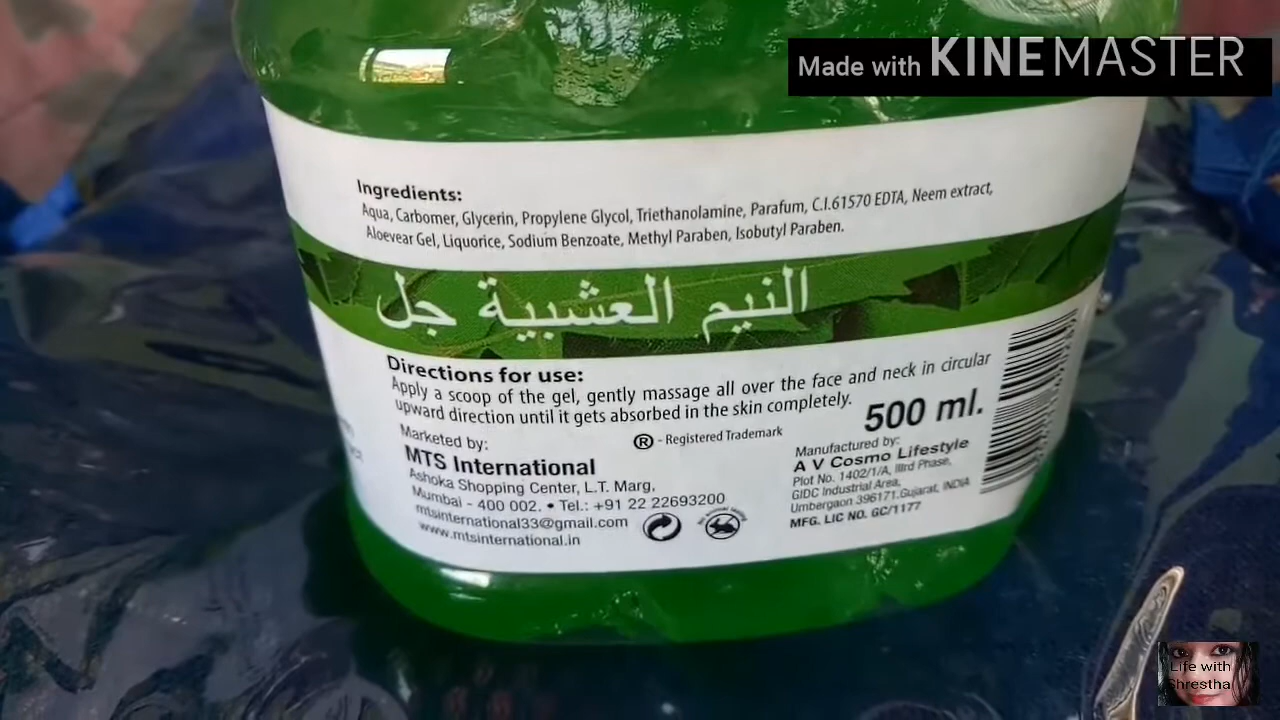 Made with KINEMASTER
Ingredients:
Aqua, Carbomer, Glycerin, Propylene Glycol, Triethanolamine, Parafum, C.I.61570 EDTA, Neem extract,
Aloevear Gel, Liquorice, Sodium Benzoate, Methyl Paraben, Isobutyl Paraben.
النيم العشبية جل
Directions for use:
Apply a scoop of the gel, gently massage all over the face and neck in circular
upward direction until it gets absorbed in the skin completely.
500 ml.
Marketed by:
® - Registered Trademark
MTS International
Ashoka Shopping Center, L.T. Marg,
Mumbai - 400 002. • Tel.: +91 22 22693200
mtsinternational33@gmail.com
www.mtsinternational.in
Manufactured by:
A V Cosmo Lifestyle
Plot No. 1402/1/A, IIIrd Phase,
GIDC Industrial Area,
Umbergaon 396171.Gujarat, INDIA
MFG. LIC NO. GC/1177
Life with
Shrestha